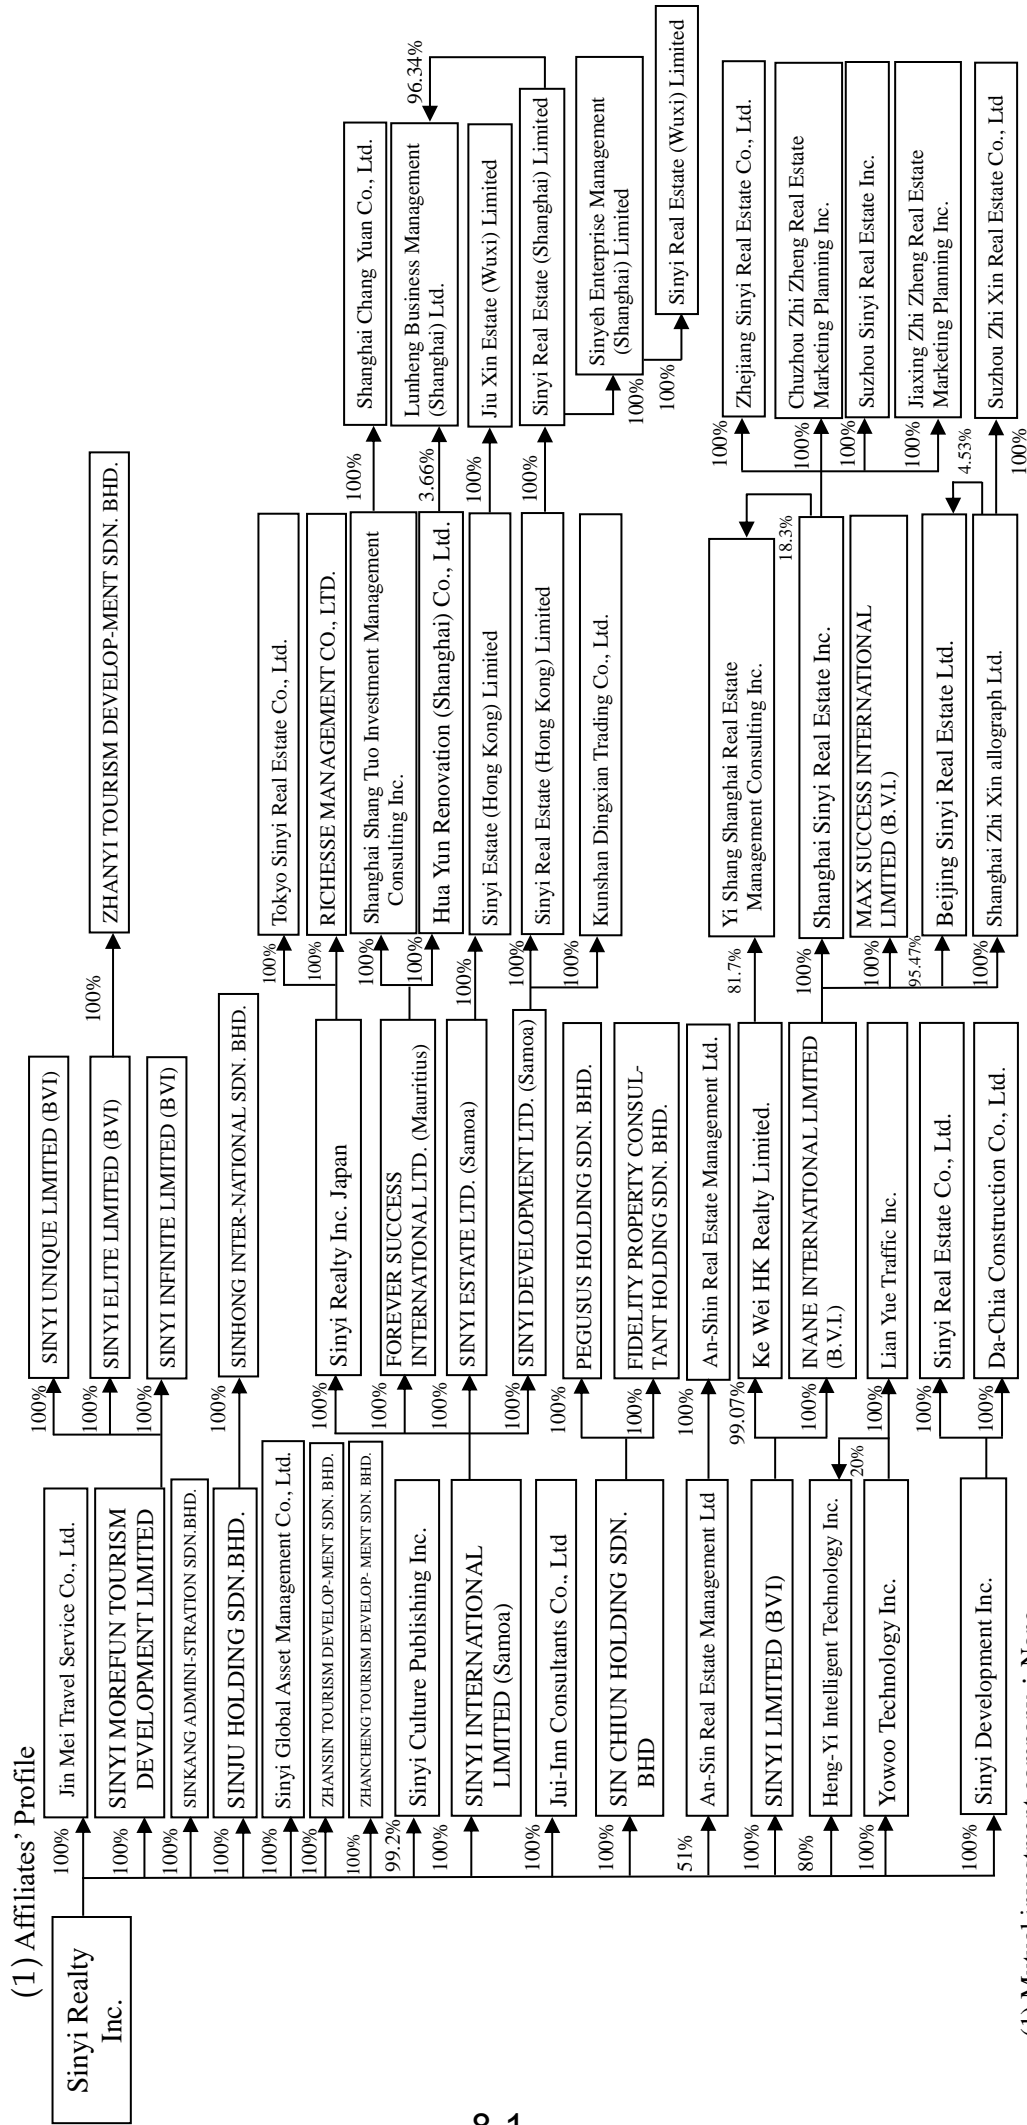 (1) Affiliates' Profile
Sinyi Realty
Inc.
100%
Jin Mei Travel Service Co., Ltd.
100%
SINYI MOREFUN TOURISM
DEVELOPMENT LIMITED
100%
SINKANG ADMINI-STRATION SDN.BHD.
100%
SINJU HOLDING SDN.BHD.
100%
Sinyi Global Asset Management Co., Ltd.
100%
ZHANSIN TOURISM DEVELOP-MENT SDN. BHD.
100%
ZHANCHENG TOURISM DEVELOP- MENT SDN. BHD.
99.2%
Sinyi Culture Publishing Inc.
100%
SINYI INTERNATIONAL
LIMITED (Samoa)
100%
Jui-Inn Consultants Co., Ltd
100%
SIN CHUN HOLDING SDN.
BHD
51%
An-Sin Real Estate Management Ltd
100%
SINYI LIMITED (BVI)
80%
Heng-Yi Intelligent Technology Inc.
20%
100%
Yowoo Technology Inc.
100%
Sinyi Development Inc.
100%
SINYI UNIQUE LIMITED (BVI)
100%
SINYI ELITE LIMITED (BVI)
100%
SINYI INFINITE LIMITED (BVI)
100%
SINHONG INTER-NATIONAL SDN. BHD.
100%
Sinyi Realty Inc. Japan
100%
FOREVER SUCCESS
INTERNATIONAL LTD. (Mauritius)
100%
SINYI ESTATE LTD. (Samoa)
100%
SINYI DEVELOPMENT LTD. (Samoa)
100%
PEGUSUS HOLDING SDN. BHD.
100%
FIDELITY PROPERTY CONSUL-
TANT HOLDING SDN. BHD.
100%
An-Shin Real Estate Management Ltd.
99.07%
Ke Wei HK Realty Limited.
100%
INANE INTERNATIONAL LIMITED
(B.V.I.)
100%
Lian Yue Traffic Inc.
100%
Sinyi Real Estate Co., Ltd.
100%
Da-Chia Construction Co., Ltd.
100%
ZHANYI TOURISM DEVELOP-MENT SDN. BHD.
100%
Tokyo Sinyi Real Estate Co., Ltd.
100%
RICHESSE MANAGEMENT CO., LTD.
100%
Shanghai Shang Tuo Investment Management
Consulting Inc.
100%
Hua Yun Renovation (Shanghai) Co., Ltd.
100%
Sinyi Estate (Hong Kong) Limited
100%
Sinyi Real Estate (Hong Kong) Limited
100%
Kunshan Dingxian Trading Co., Ltd.
81.7%
Yi Shang Shanghai Real Estate
Management Consulting Inc.
18.3%
100%
Shanghai Sinyi Real Estate Inc.
100%
MAX SUCCESS INTERNATIONAL
LIMITED (B.V.I.)
95.47%
Beijing Sinyi Real Estate Ltd.
4.53%
100%
Shanghai Zhi Xin allograph Ltd.
100%
Shanghai Chang Yuan Co., Ltd.
3.66%
Lunheng Business Management
(Shanghai) Ltd.
96.34%
100%
Jiu Xin Estate (Wuxi) Limited
100%
Sinyi Real Estate (Shanghai) Limited
100%
Sinyeh Enterprise Management
(Shanghai) Limited
100%
Sinyi Real Estate (Wuxi) Limited
100%
Zhejiang Sinyi Real Estate Co., Ltd.
100%
Chuzhou Zhi Zheng Real Estate
Marketing Planning Inc.
100%
Suzhou Sinyi Real Estate Inc.
100%
Jiaxing Zhi Zheng Real Estate
Marketing Planning Inc.
100%
Suzhou Zhi Xin Real Estate Co., Ltd
(1) Mutual investment company: None
81